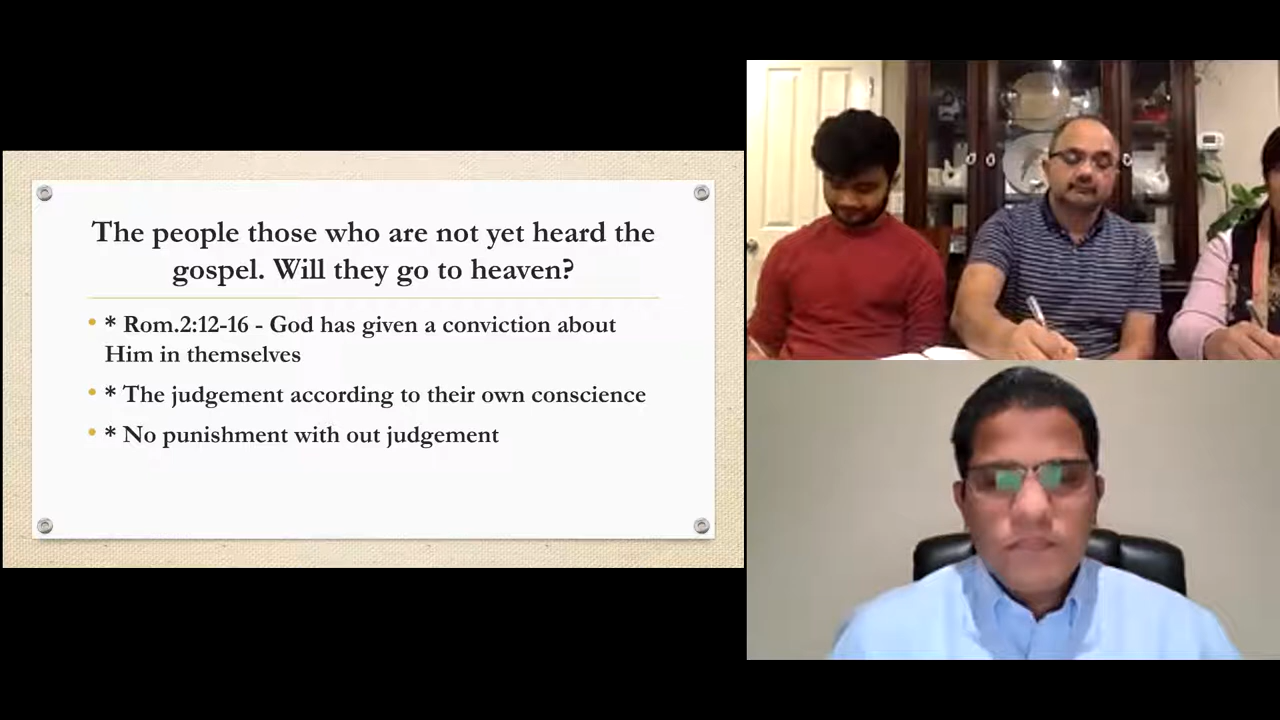 The people those who are not yet heard the
gospel. Will they go to heaven?
• * Rom.2:12-16 - God has given a conviction about
Him in themselves
• * The judgement according to their own conscience
• * No punishment with out judgement